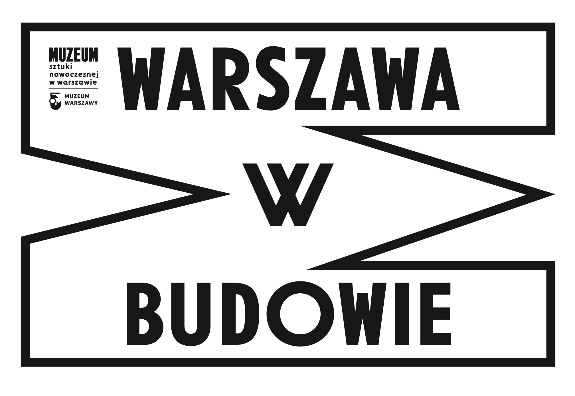 MUZEUM
sztuki
nowoczesnej
w warszawie
MUZEUM
WARSZAWY
WARSZAWA
W
BUDOWIE